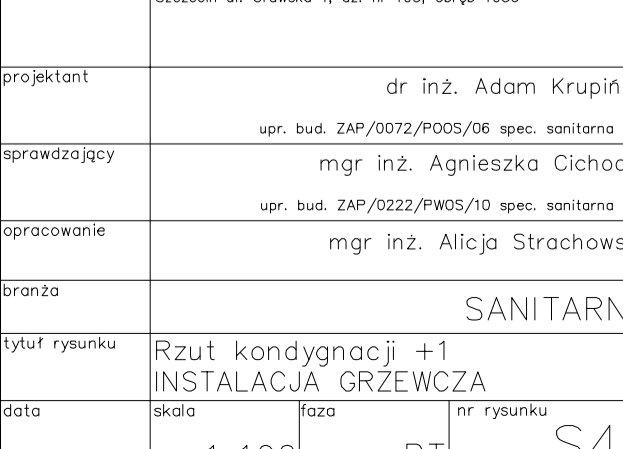 projektant
dr inż. Adam Krupiń
upr. bud. ZAP/0072/POOS/06 spec. sanitarna
sprawdzający
mgr inż. Agnieszka Cichoc
upr. bud. ZAP/0222/PWOS/10 spec. sanitarna
opracowanie
mgr inż. Alicja Strachows
branża
SANITARN
tytuł rysunku
Rzut kondygnacji +1
INSTALACJA GRZEWCZA
data skala faza nr rysunku